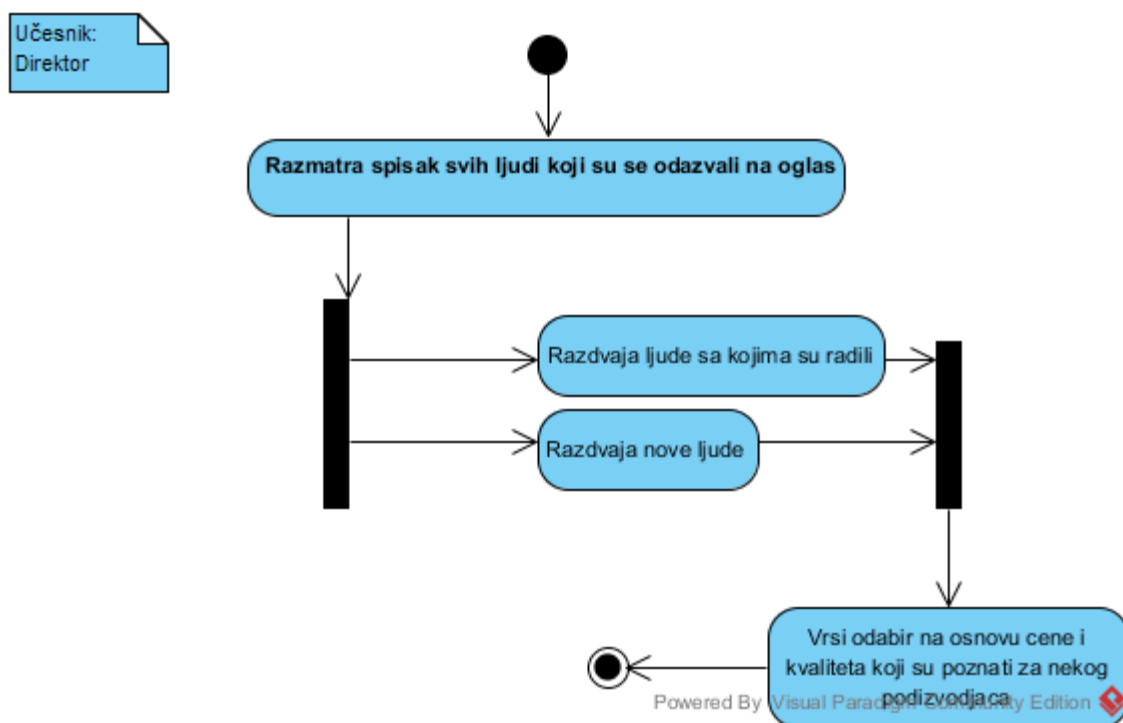 Učesnik:
Direktor
Razmatra spisak svih ljudi koji su se odazvali na oglas
Razdvaja ljude sa kojima su radili
Razdvaja nove ljude
Vrsi odabir na osnovu cene i
kvaliteta koji su poznati za nekog
podizvodjaca
Powered By Visual Paradigm Community Edition